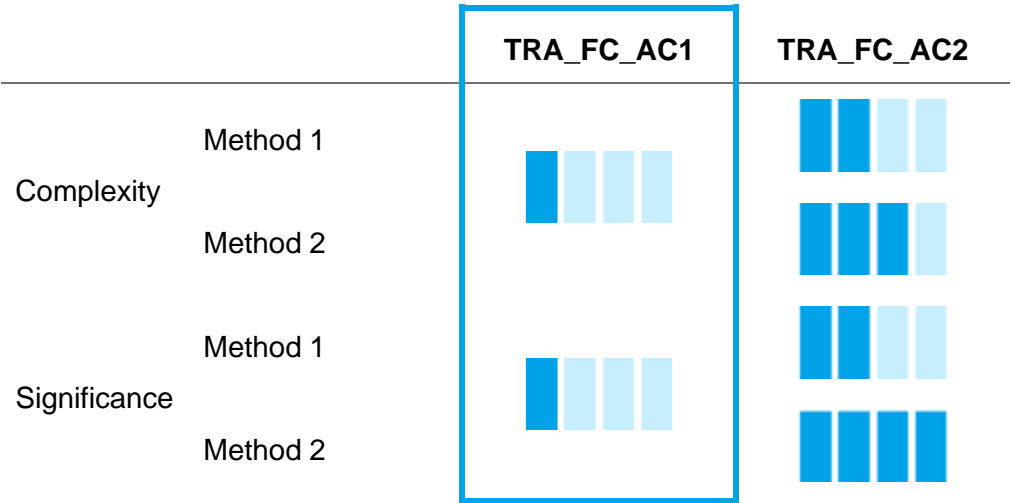 TRA_FC_AC1 TRA_FC_AC2
Method 1
Complexity
Method 2
Method 1
Significance
Method 2